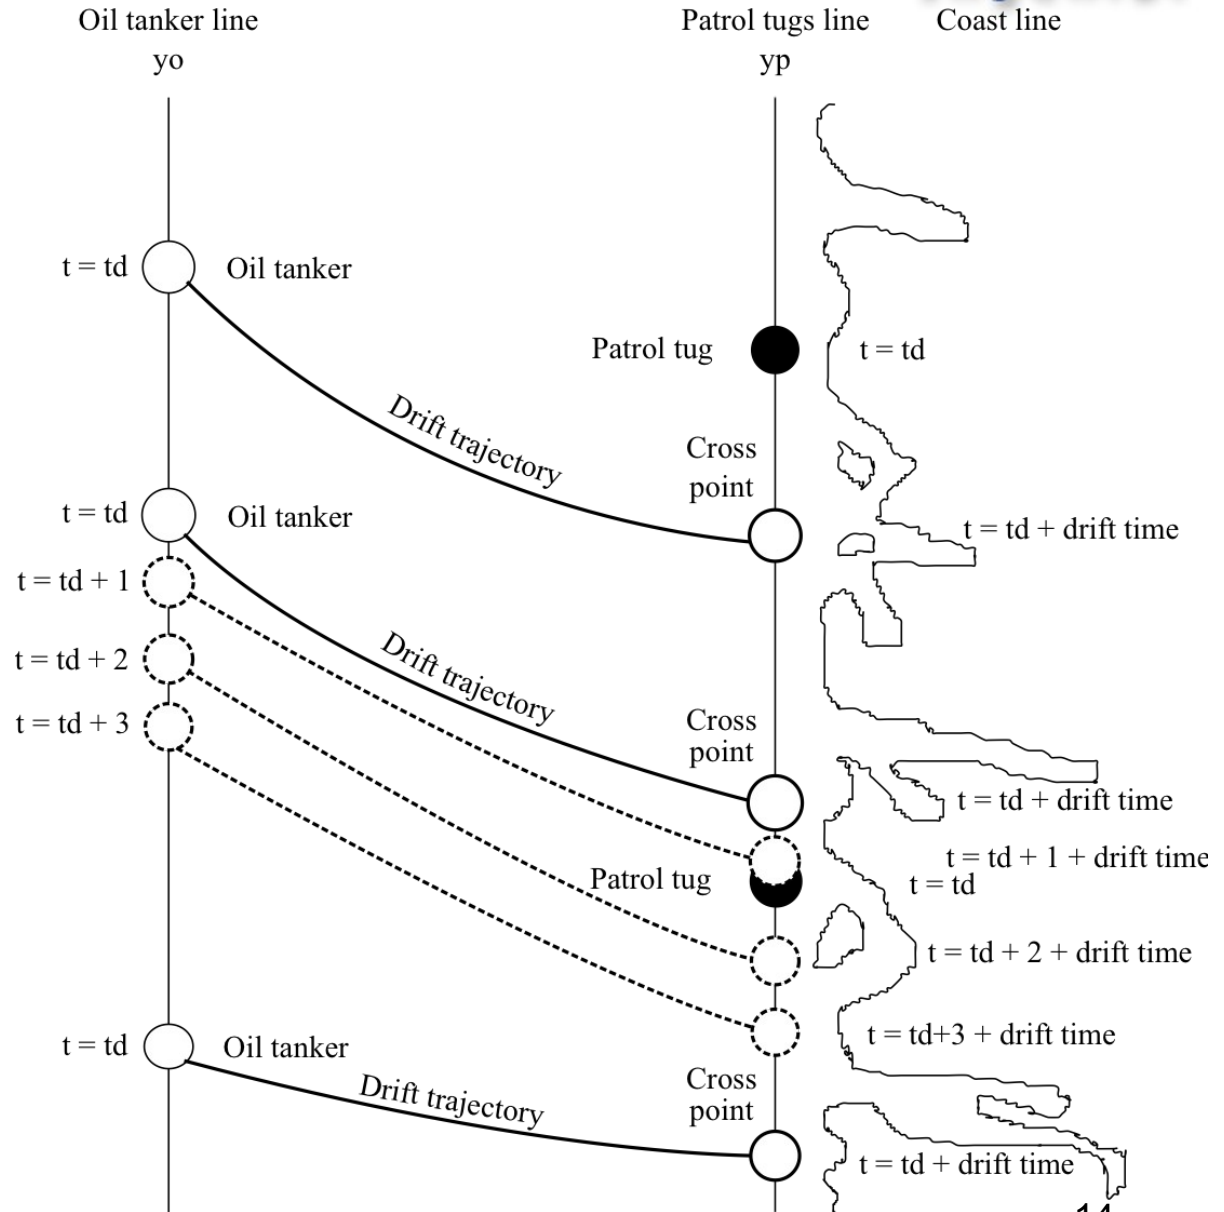 Oil tanker line
Patrol tugs line
Coast line
yo
yp
t = td
Oil tanker
Patrol tug
t = td
Drift trajectory
Cross
point
t = td
Oil tanker
t = td + drift time
t = td + 1
Drift trajectory
t = td + 2
t = td + 3
Cross
point
t = td + drift time
t = td + 1 + drift time
Patrol tug
t = td
t = td + 2 + drift time
t = td+3 + drift time
t = td
Oil tanker
Drift trajectory
Cross
point
t = td + drift time